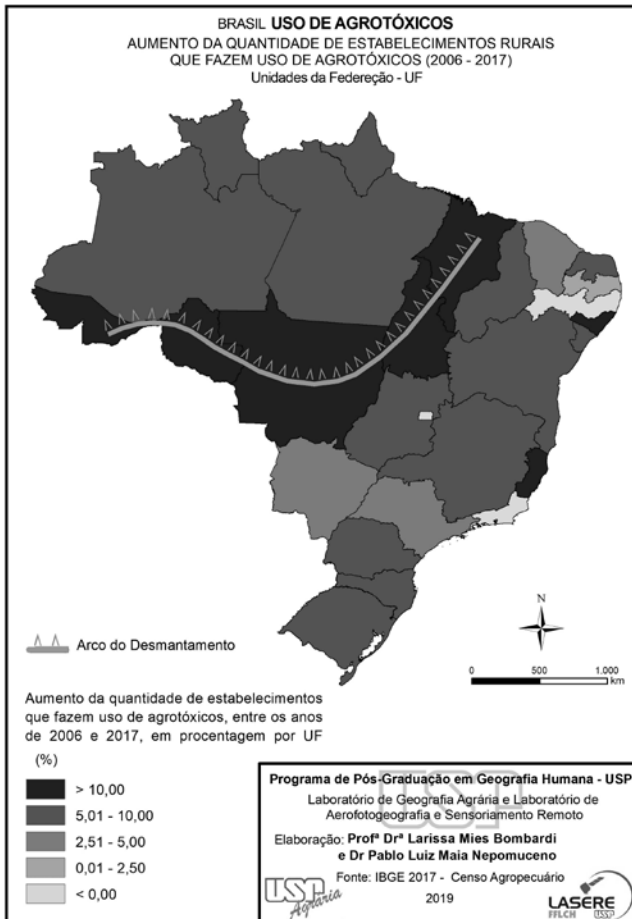 BRASIL USO DE AGROTÓXICOS
AUMENTO DA QUANTIDADE DE ESTABELECIMENTOS RURAIS
QUE FAZEM USO DE AGROTÓXICOS (2006 - 2017)
Unidades da Federeção - UF
N
Arco do Desmantamento
0 500 1.000
km
Aumento da quantidade de estabelecimentos
que fazem uso de agrotóxicos, entre os anos
de 2006 e 2017, em procentagem por UF
(%)
> 10,00
5,01 - 10,00
2,51 - 5,00
0,01 - 2,50
< 0,00
Programa de Pós-Graduação em Geografia Humana - USP
USP
Laboratório de Geografia Agrária e Laboratório de
Aerofotogeografia e Sensoriamento Remoto
Elaboração: Profª Drª Larissa Mies Bombardi
e Dr Pablo Luiz Maia Nepomuceno
Fonte: IBGE 2017 - Censo Agropecuário
2019
USP
Agrária
LASERE
FFLCH USP